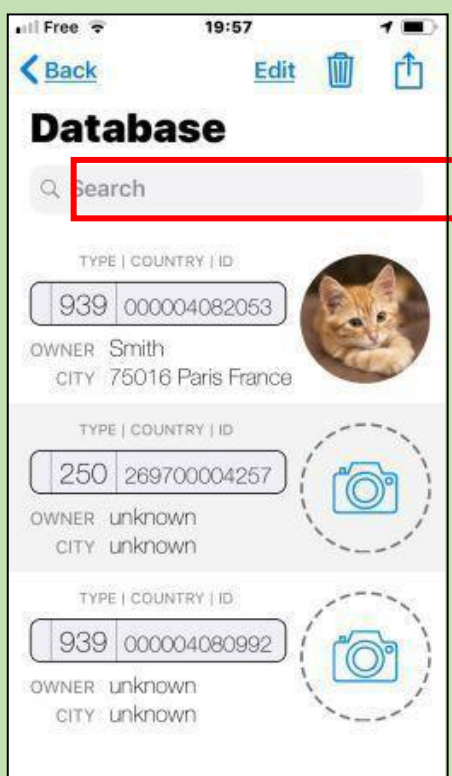 Free 19:57
Back Edit
Database
Search
TYPE | COUNTRY | ID
939 000004082053
OWNER Smith
CITY 75016 Paris France
TYPE | COUNTRY | ID
250 269700004257
OWNER unknown
CITY unknown
TYPE | COUNTRY | ID
939 000004080992
OWNER unknown
CITY unknown